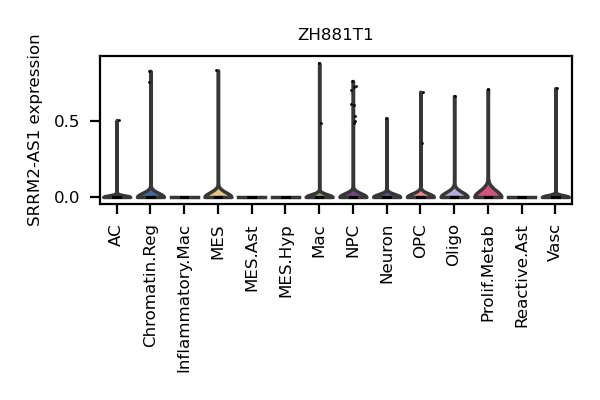 ZH881T1
SRRM2-AS1 expression
0.5
0.0
AC
Chromatin.Reg
Inflammatory.Mac
MES
MES.Ast
MES.Hyp
Mac
NPC
Neuron
OPC
Oligo
Prolif.Metab
Reactive.Ast
Vasc